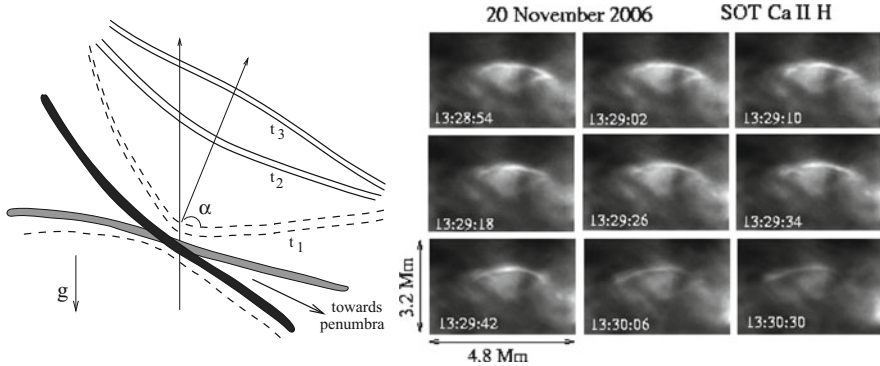 t3
t2
α
t1
g
towards
penumbra
20 November 2006 SOT Ca II H
13:28:54 13:29:02 13:29:10
13:29:18 13:29:26 13:29:34
13:29:42 13:30:06 13:30:30
3.2 Mm
4.8 Mm